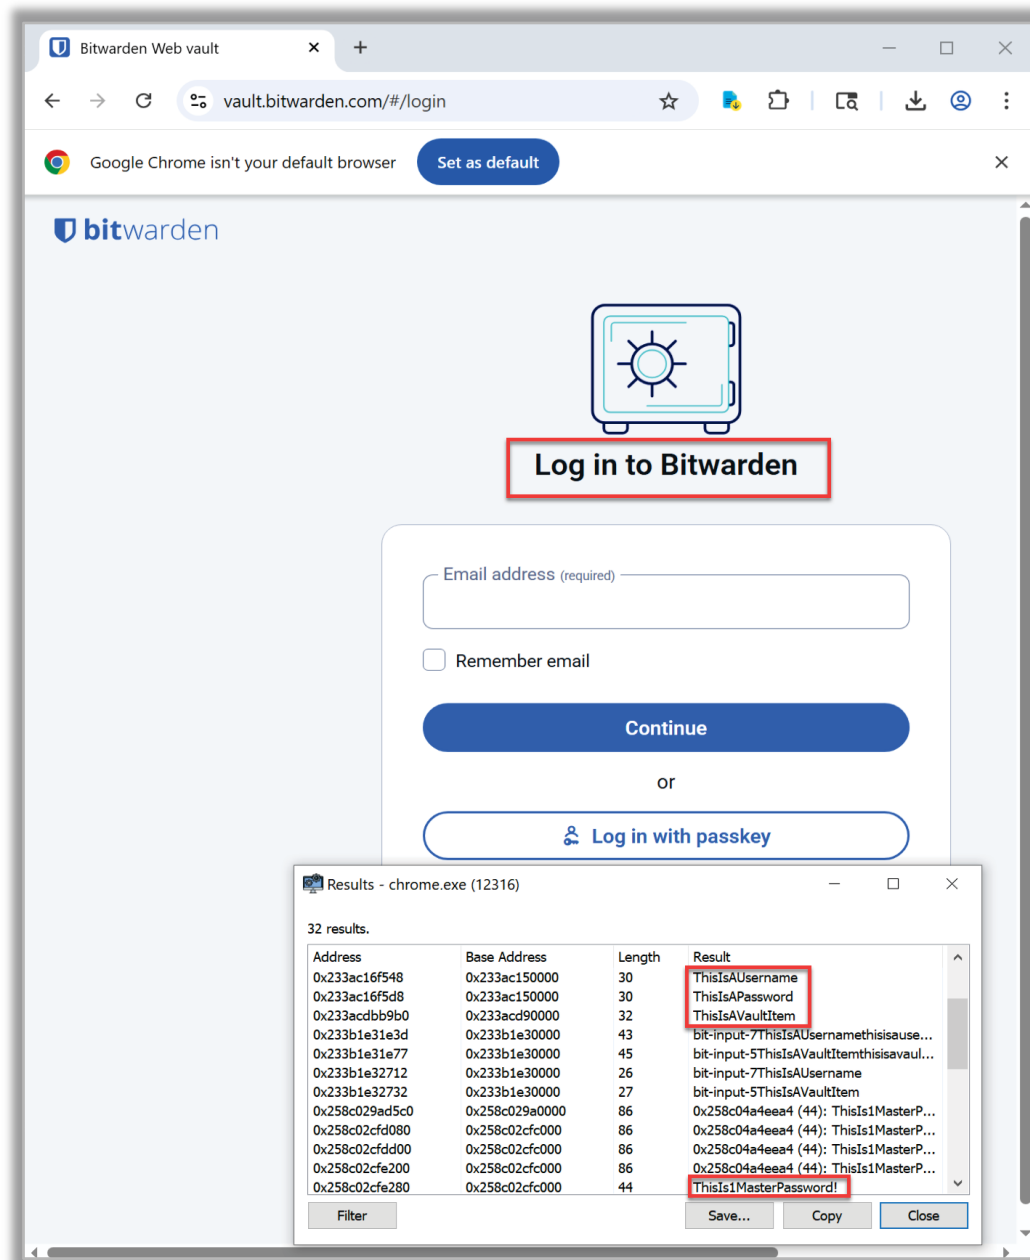 Bitwarden Web vault
vault.bitwarden.com/#/login
Google Chrome isn't your default browser Set as default
bitwarden
Log in to Bitwarden
Email address (required)
Remember email
Continue
or
Log in with passkey
Results - chrome.exe (12316)
32 results.
Address Base Address Length Result
0x233ac16f548 0x233ac150000 30 ThisIsAUsername
0x233ac16f5d8 0x233ac150000 30 ThisIsAPassword
0x233acdbb9b0 0x233acd90000 32 ThisIsAVaultItem
0x233b1e31e3d 0x233b1e30000 43 bit-input-7ThisIsAUsernamethisisause...
0x233b1e31e77 0x233b1e30000 45 bit-input-5ThisIsAVaultItemthisisavaul...
0x233b1e32712 0x233b1e30000 26 bit-input-7ThisIsAUsername
0x233b1e32732 0x233b1e30000 27 bit-input-5ThisIsAVaultItem
0x258c029ad5c0 0x258c029a0000 86 0x258c04a4eea4 (44): ThisIs1MasterP...
0x258c02cfd080 0x258c02cfc000 86 0x258c04a4eea4 (44): ThisIs1MasterP...
0x258c02cfdd00 0x258c02cfc000 86 0x258c04a4eea4 (44): ThisIs1MasterP...
0x258c02cfe200 0x258c02cfc000 86 0x258c04a4eea4 (44): ThisIs1MasterP...
0x258c02cfe280 0x258c02cfc000 44 ThisIs1MasterPassword!
Filter Save... Copy Close